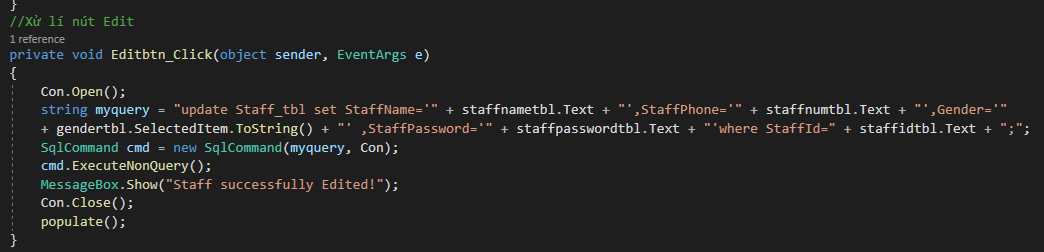 }
//Xử lí nút Edit
1 reference
private void Editbtn_Click(object sender, EventArgs e)
{
Con.Open();
string myquery = "update Staff_tbl set StaffName='" + staffnametbl.Text + "',StaffPhone='" + staffnumtbl.Text + "',Gender='"
+ gendertbl.SelectedItem.ToString() + "' ,StaffPassword='" + staffpasswordtbl.Text + "'where StaffId=" + staffidtbl.Text + ";";
SqlCommand cmd = new SqlCommand(myquery, Con);
cmd.ExecuteNonQuery();
MessageBox.Show("Staff successfully Edited!");
Con.Close();
populate();
}